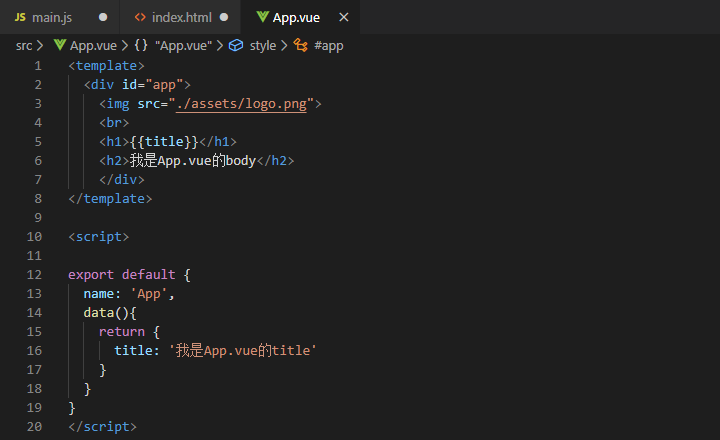 JS main.js ● <> index.html ● App.vue ×
src > App.vue > {} "App.vue" > style > #app
1 <template>
2 <div id="app">
3 <img src="./assets/logo.png">
4 <br>
5 <h1>{{title}}</h1>
6 <h2>我是App.vue的body</h2>
7 </div>
8 </template>
9
10 <script>
11
12 export default {
13 name: 'App',
14 data(){
15 return {
16 title: '我是App.vue的title'
17 }
18 }
19 }
20 </script>